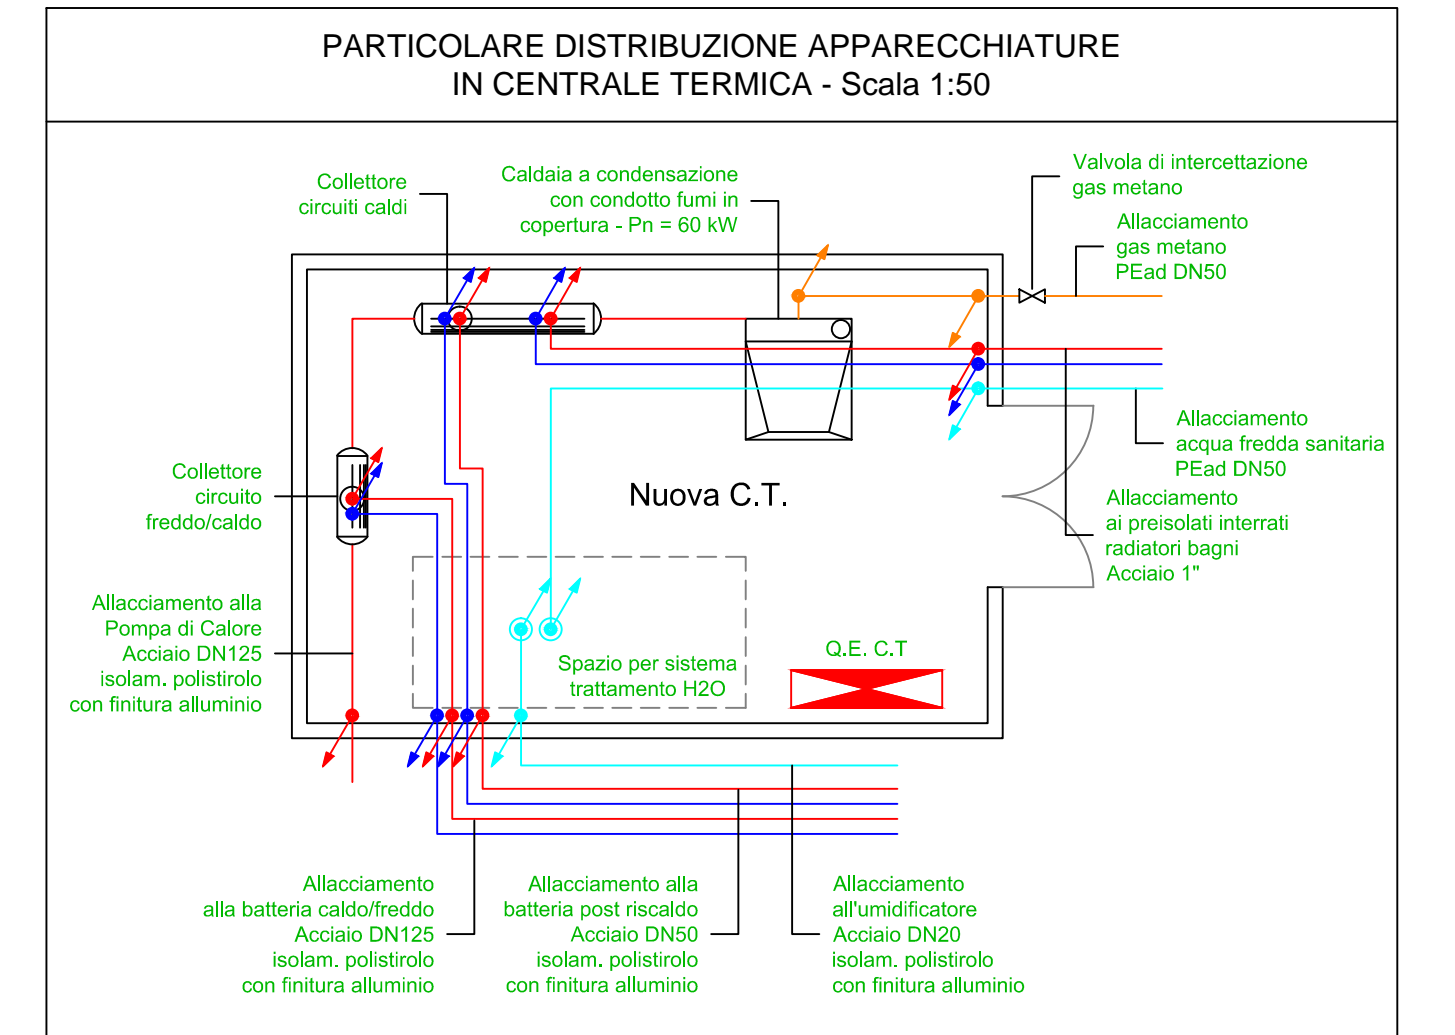 PARTICOLARE DISTRIBUZIONE APPARECCHIATURE
IN CENTRALE TERMICA - Scala 1:50
Collettore
circuiti caldi
Caldaia a condensazione
con condotto fumi in
copertura - Pn = 60 kW
Valvola di intercettazione
gas metano
Allacciamento
gas metano
PEad DN50
Allacciamento
acqua fredda sanitaria
PEad DN50
Allacciamento
ai preisolati interrati
radiatori bagni
Acciaio 1"
Collettore
circuito
freddo/caldo
Nuova C.T.
Allacciamento alla
Pompa di Calore
Acciaio DN125
isolam. polistirolo
con finitura alluminio
Spazio per sistema
trattamento H2O
Q.E. C.T
Allacciamento
alla batteria caldo/freddo
Acciaio DN125
isolam. polistirolo
con finitura alluminio
Allacciamento alla
batteria post riscaldo
Acciaio DN50
isolam. polistirolo
con finitura alluminio
Allacciamento
all'umidificatore
Acciaio DN20
isolam. polistirolo
con finitura alluminio